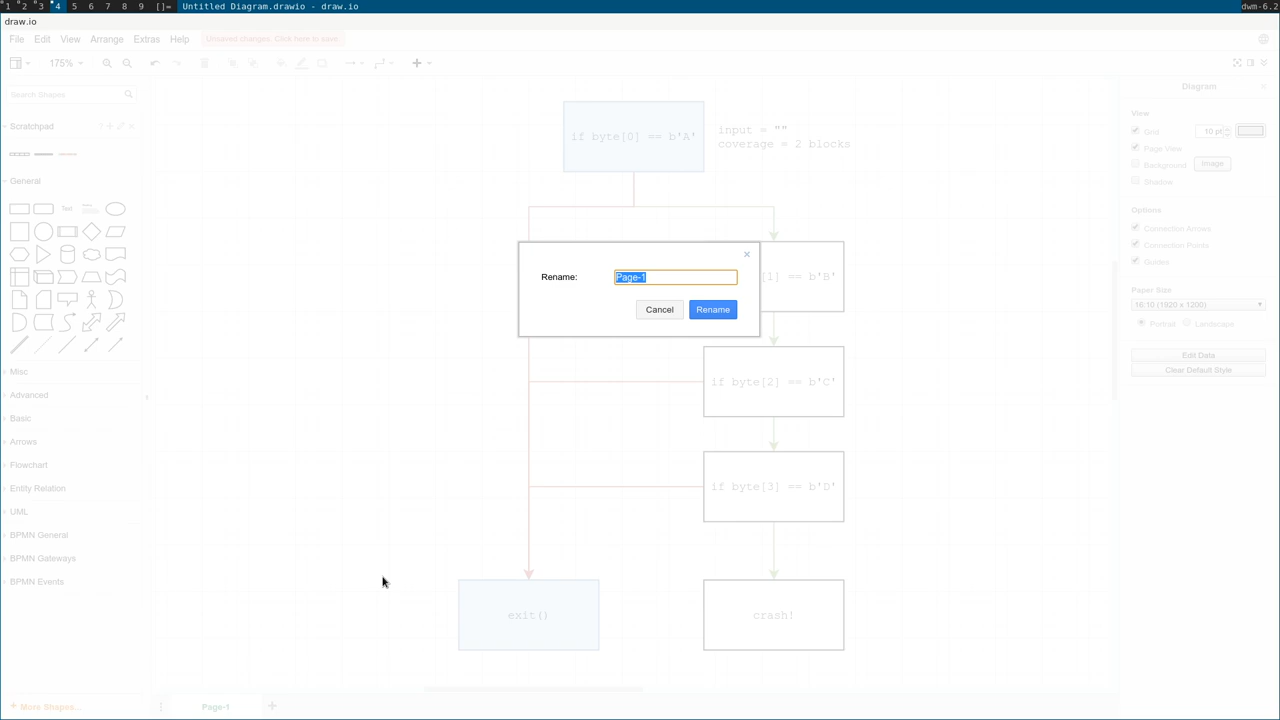 1 2 3 4 5 6 7 8 9 []= Untitled Diagram.drawio - draw.io dwm-6.2
draw.io
File Edit View Arrange Extras Help Unsaved changes. Click here to save.
175%
Search Shapes
Scratchpad
General
Text
Misc
Advanced
Basic
Arrows
Flowchart
Entity Relation
UML
BPMN General
BPMN Gateways
BPMN Events
+ More Shapes...
if byte[0] == b'A'
input = ""
coverage = 2 blocks
[1] == b'B'
if byte[2] == b'C'
if byte[3] == b'D'
exit()
crash!
Rename: Page-1
Cancel Rename
Page-1
Diagram
View
Grid 10 pt
Page View
Background Image
Shadow
Options
Connection Arrows
Connection Points
Guides
Paper Size
16:10 (1920 x 1200)
Portrait Landscape
Edit Data
Clear Default Style